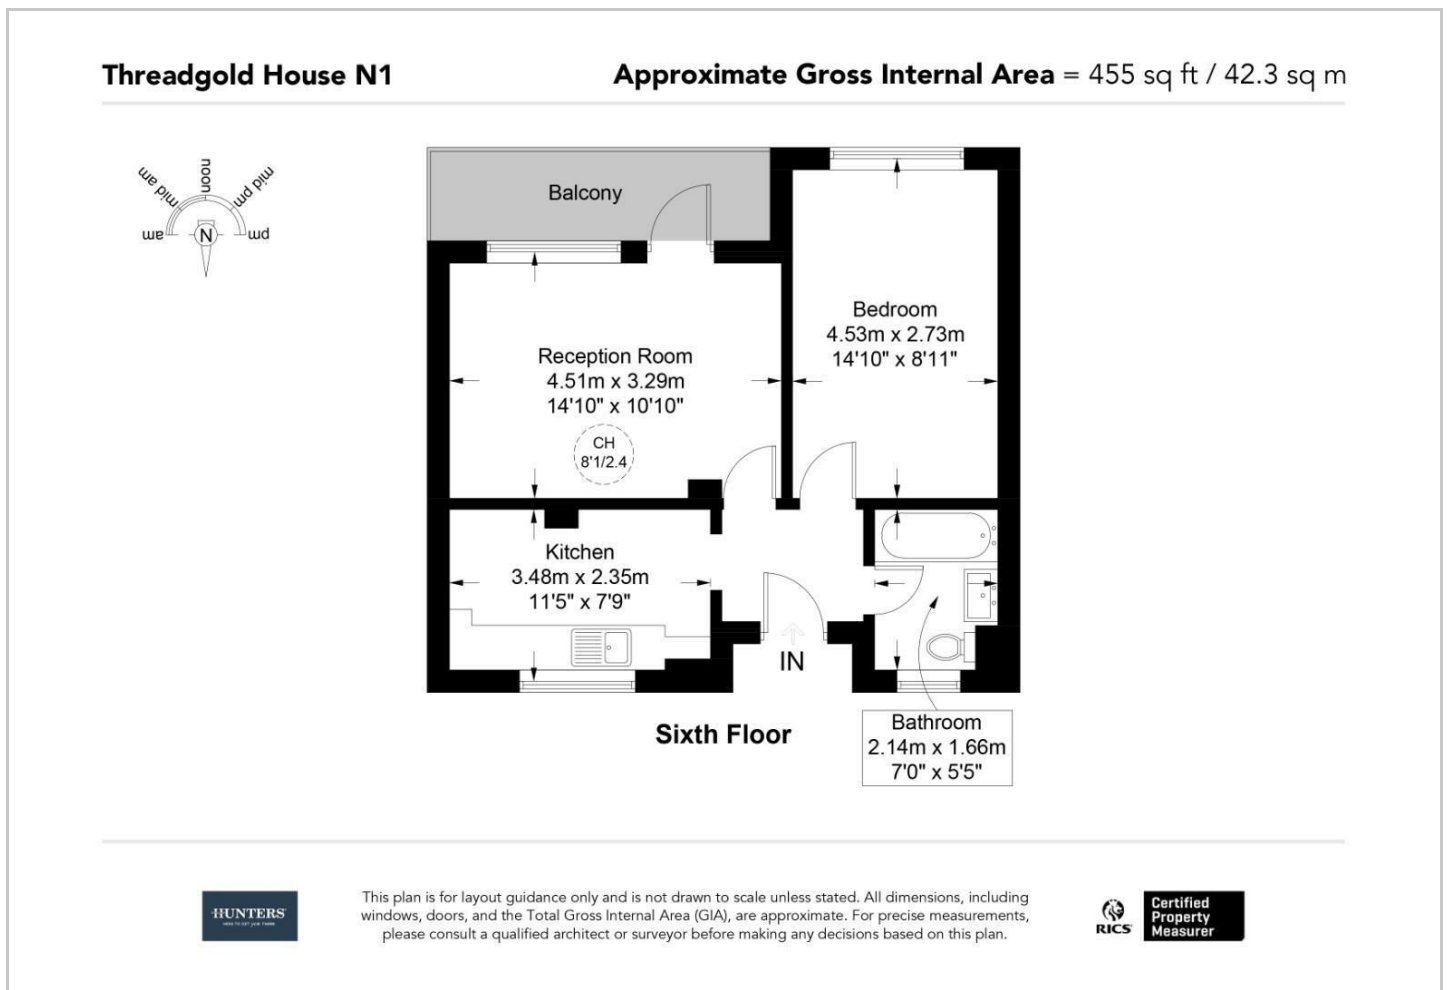 Threadgold House N1
Approximate Gross Internal Area = 455 sq ft / 42.3 sq m
am
mid am
noon
mid pm
pm
N
Balcony
Bedroom
4.53m x 2.73m
14'10" x 8'11"
Reception Room
4.51m x 3.29m
14'10" x 10'10"
CH
8'1/2.4
Kitchen
3.48m x 2.35m
11'5" x 7'9"
IN
Sixth Floor
Bathroom
2.14m x 1.66m
7'0" x 5'5"
HUNTERS
HERE TO GET YOU THERE
This plan is for layout guidance only and is not drawn to scale unless stated. All dimensions, including
windows, doors, and the Total Gross Internal Area (GIA), are approximate. For precise measurements,
please consult a qualified architect or surveyor before making any decisions based on this plan.
RICS
Certified
Property
Measurer